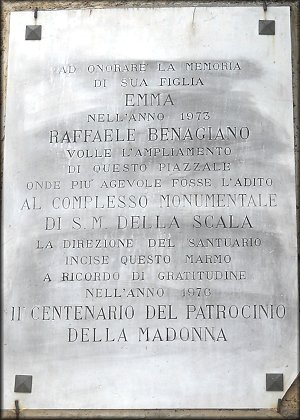 AD ONORARE LA MEMORIA
DI SUA FIGLIA
EMMA
NELL'ANNO 1973
RAFFAELE BENAGIANO
VOLLE L'AMPLIAMENTO
DI QUESTO PIAZZALE
ONDE PIU' AGEVOLE FOSSE L'ADITO
AL COMPLESSO MONUMENTALE
DI S. M. DELLA SCALA
LA DIREZIONE DEL SANTUARIO
INCISE QUESTO MARMO
A RICORDO DI GRATITUDINE
NELL'ANNO 1976
II° CENTENARIO DEL PATROCINIO
DELLA MADONNA